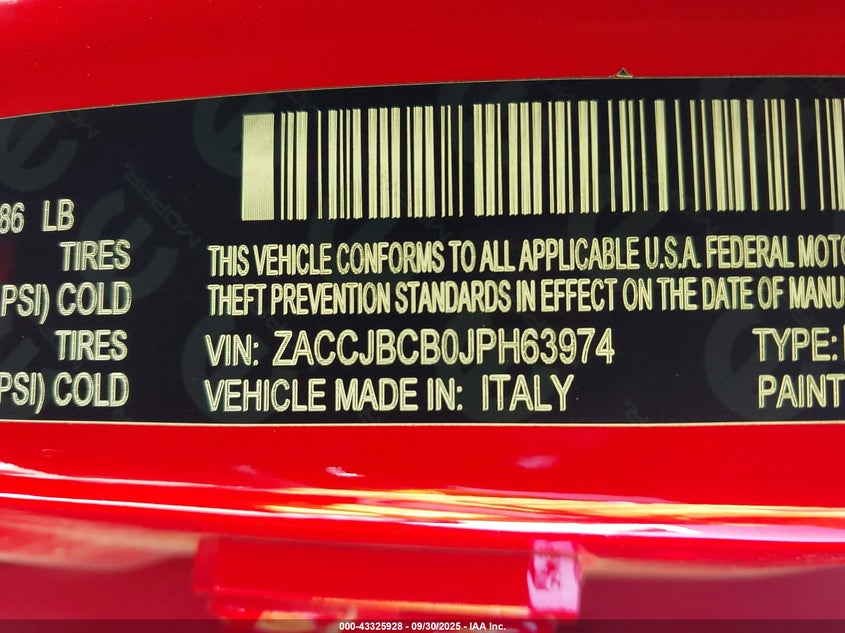 86 LB
TIRES
PSI) COLD
TIRES
PSI) COLD
THIS VEHICLE CONFORMS TO ALL APPLICABLE U.S.A. FEDERAL MOTO
THEFT PREVENTION STANDARDS IN EFFECT ON THE DATE OF MANU
VIN: ZACCJBCB0JPH63974
TYPE:
VEHICLE MADE IN: ITALY
PAINT
MOPAR
000-43325928 - 09/30/2025 - IAA Inc.